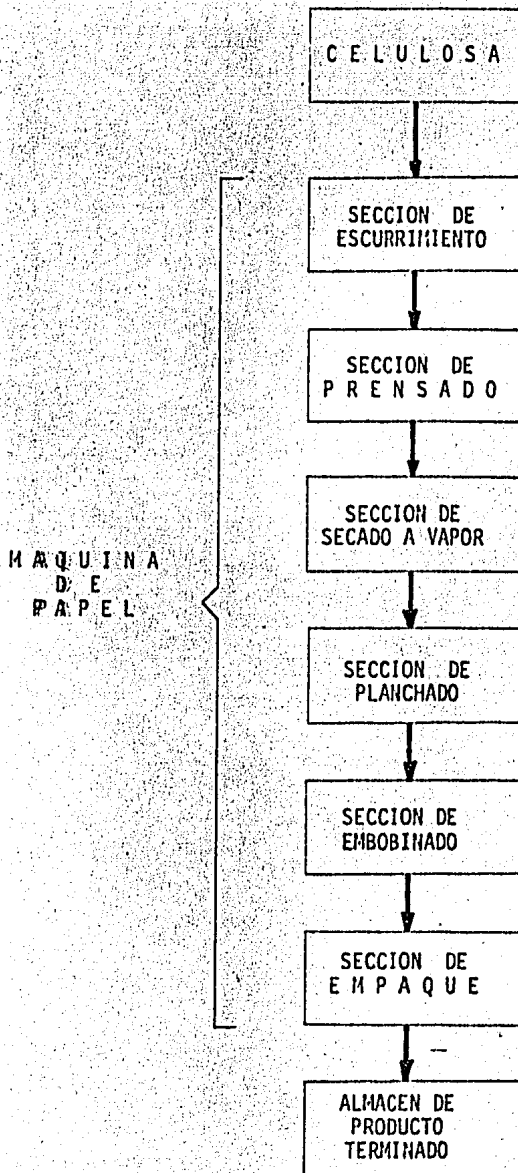 CELULOSA
SECCION DE
ESCURRIMIENTO
SECCION DE
PRENSADO
SECCION DE
SECADO A VAPOR
MAQUINA
DE
PAPEL
SECCION DE
PLANCHADO
SECCION DE
EMBOBINADO
SECCION DE
EMPAQUE
ALMACEN DE
PRODUCTO
TERMINADO